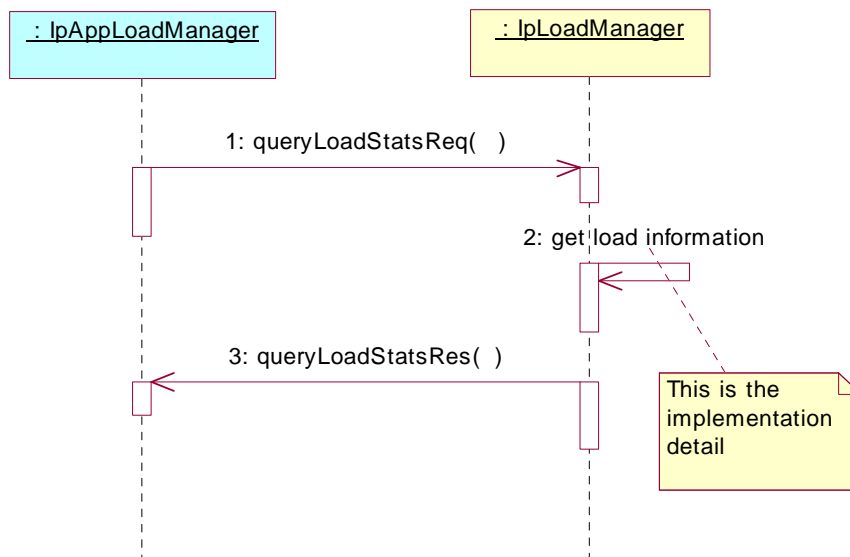 : IpAppLoadManager
: IpLoadManager
1: queryLoadStatsReq( )
2: get load information
3: queryLoadStatsRes( )
This is the
implementation
detail